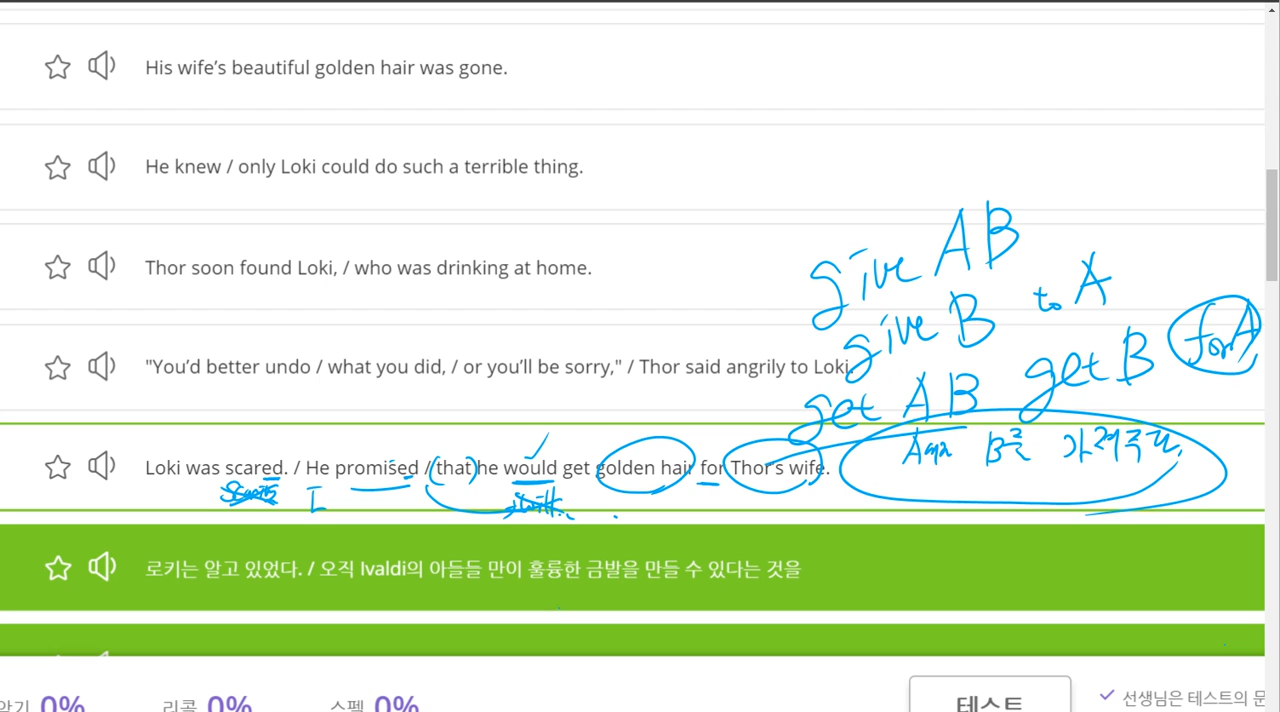 His wife's beautiful golden hair was gone.
He knew / only Loki could do such a terrible thing.
Thor soon found Loki, / who was drinking at home.
give A B
give B to A
"You'd better undo / what you did, / or you'll be sorry," / Thor said angrily to Loki.
get B for A
get A B
A에게 B를 가져주다.
Loki was scared. / He promised / (that) he would get golden hair for Thor's wife.
로키는 알고 있었다. / 오직 Ivaldi의 아들들 만이 훌륭한 금발을 만들 수 있다는 것을
암기 0% 리콜 0% 스펠 0%
테스트
선생님은 테스트의 문